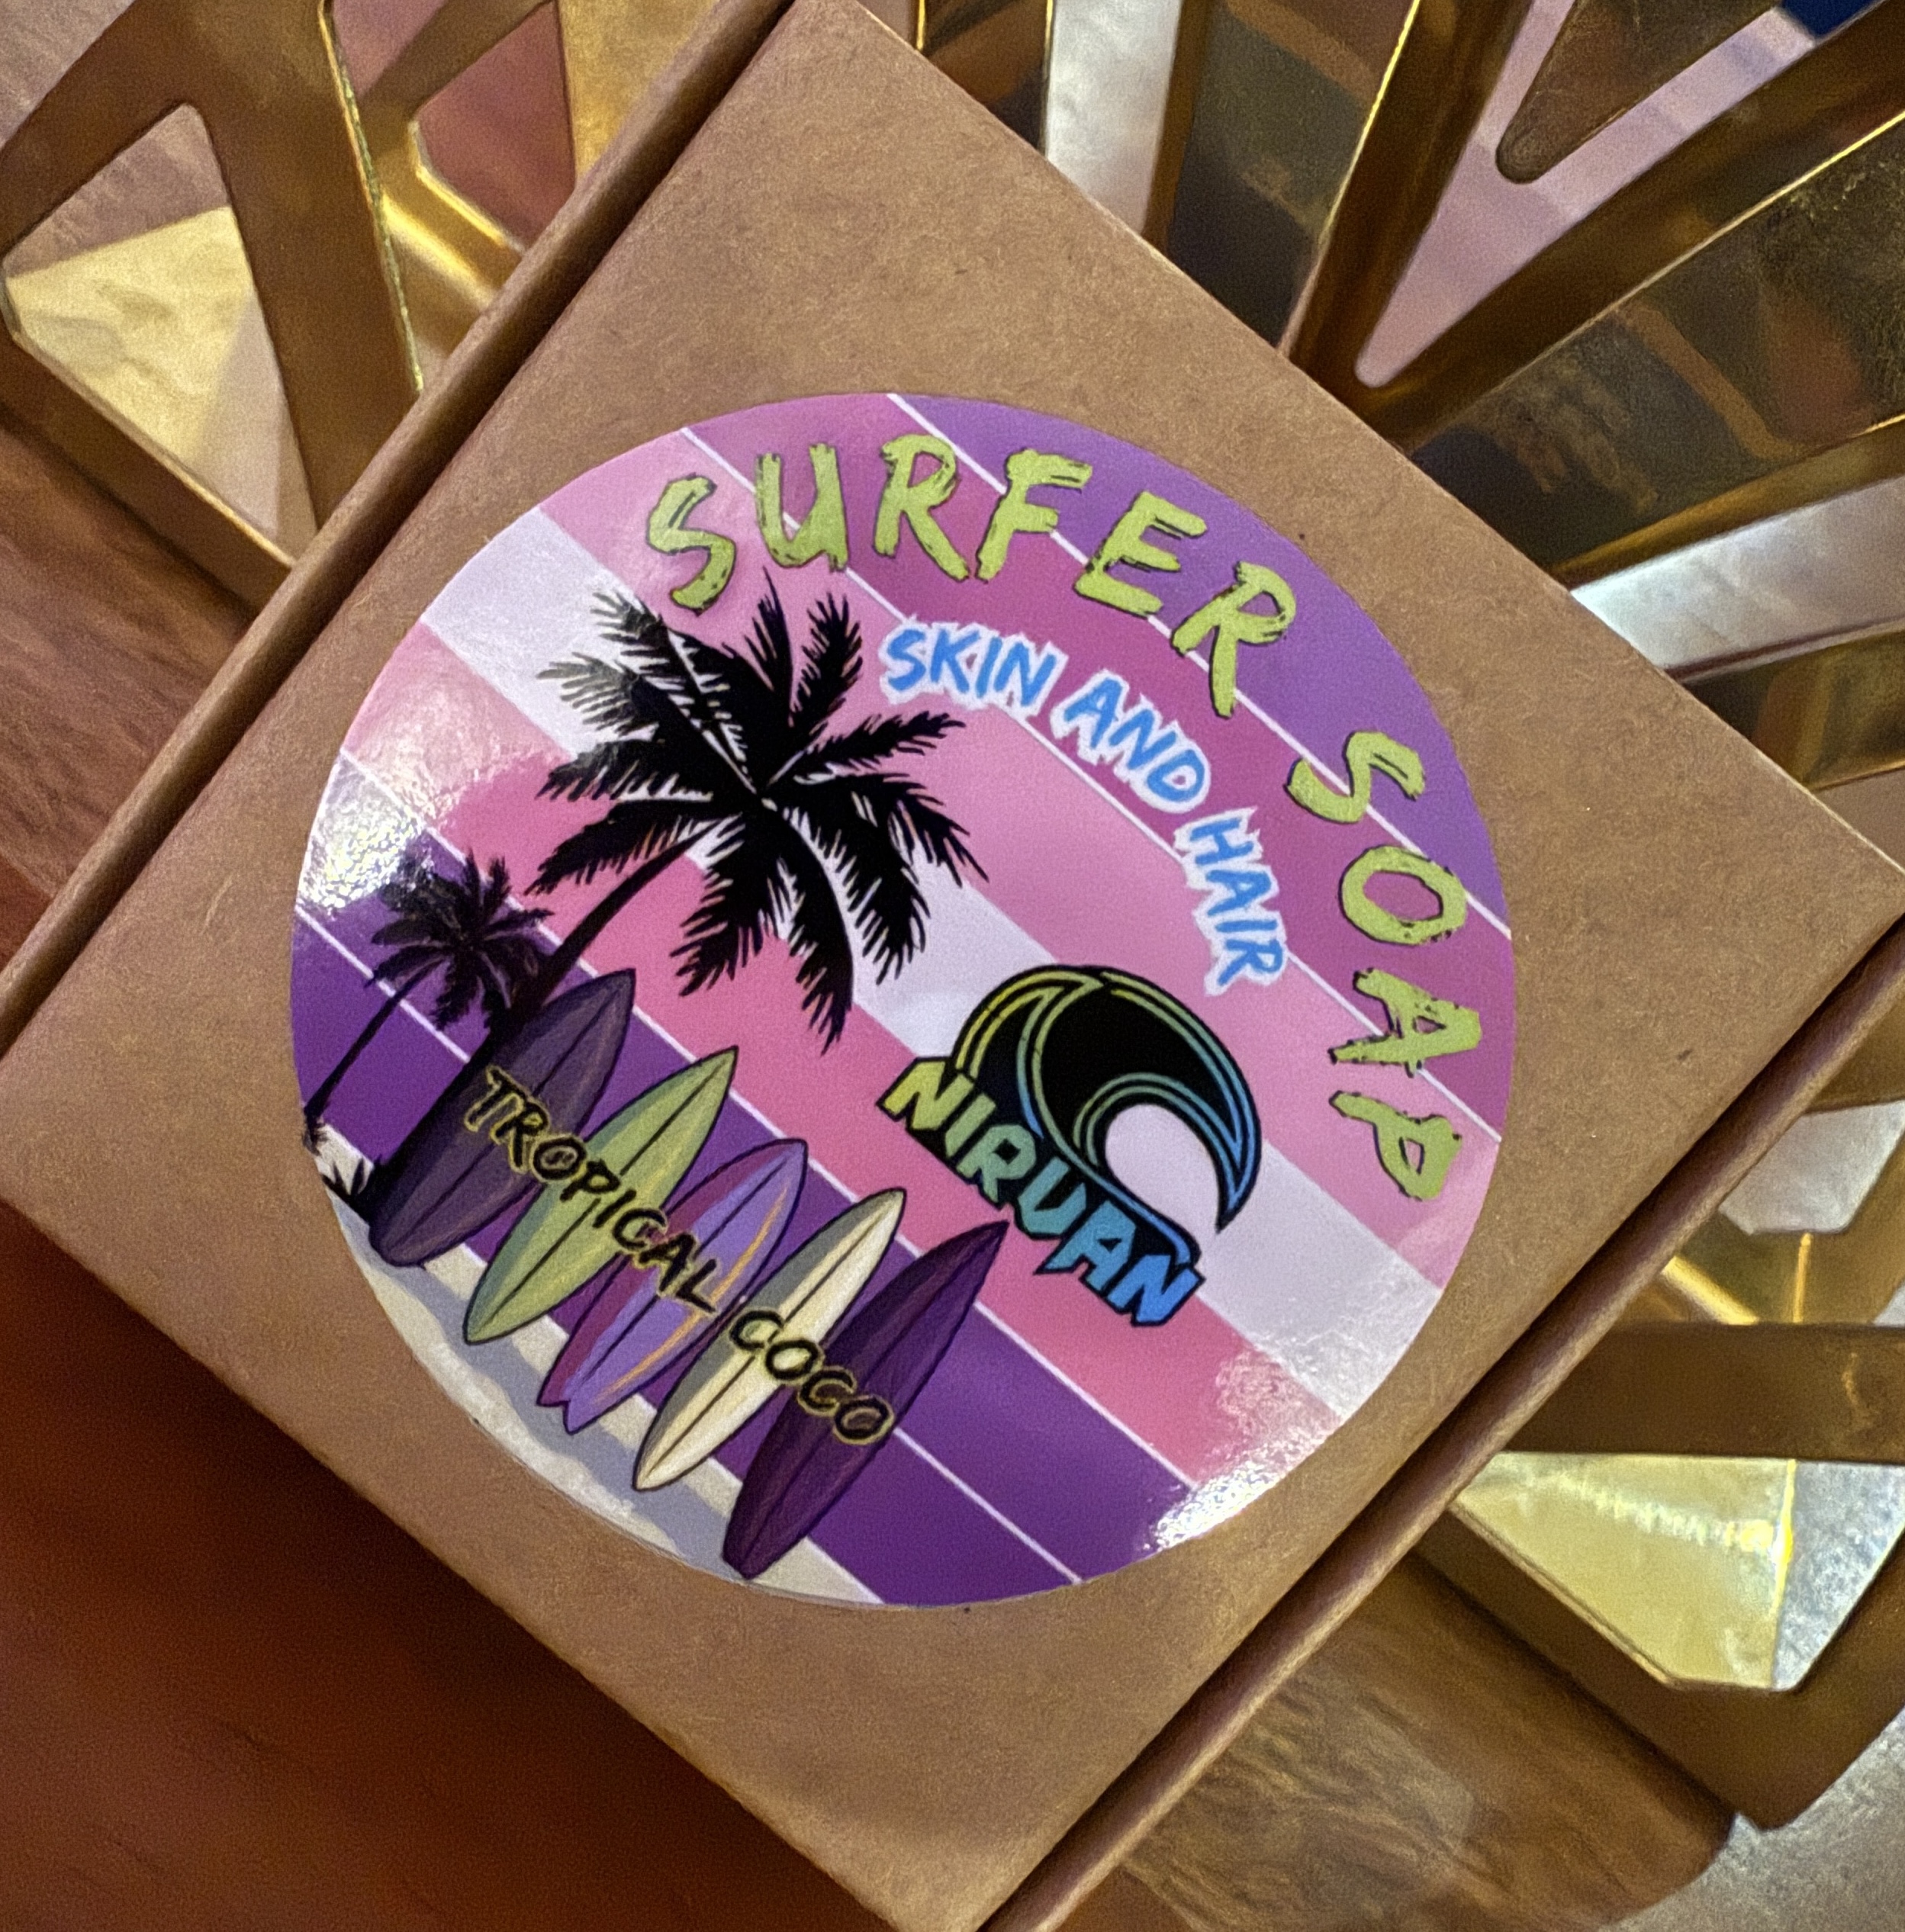 SURFER SOAP
SKIN AND HAIR
NIRVAN
TROPICAL COCO